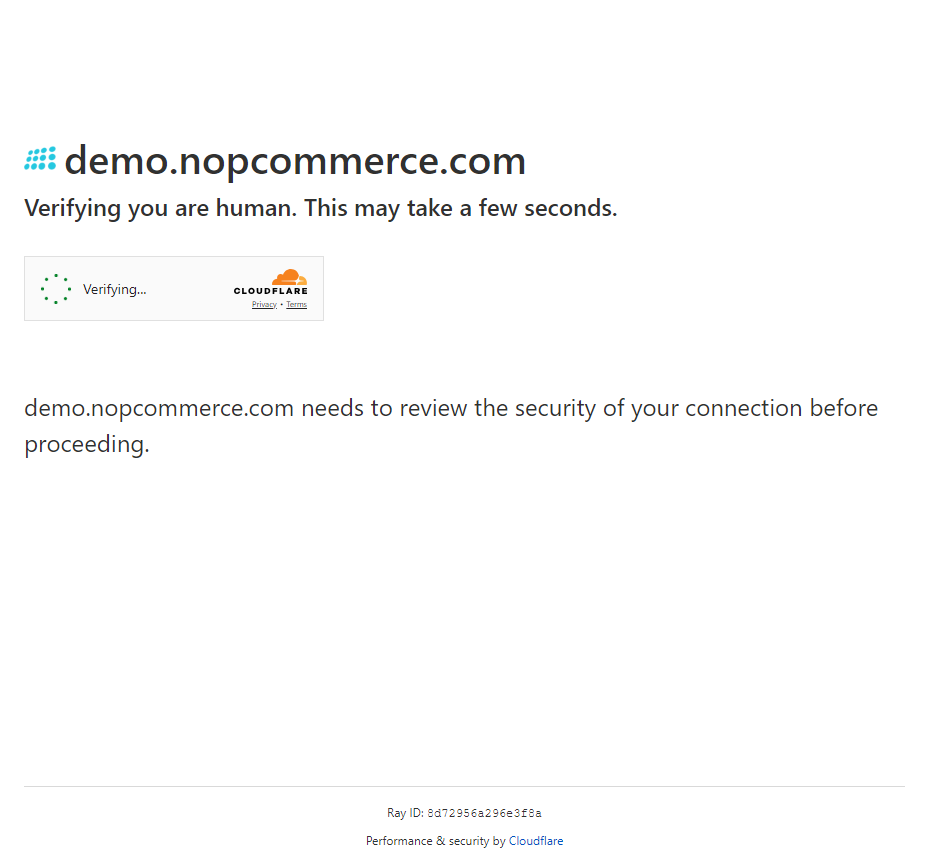 demo.nopcommerce.com
Verifying you are human. This may take a few seconds.
Verifying...
CLOUDFLARE
Privacy • Terms
demo.nopcommerce.com needs to review the security of your connection before
proceeding.
Ray ID: 8d72956a296e3f8a
Performance & security by Cloudflare